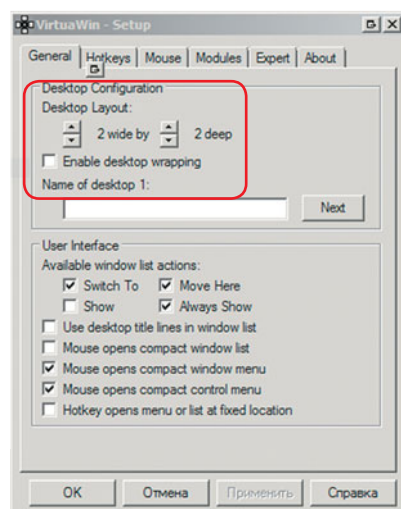 VirtuaWin - Setup
General Hotkeys Mouse Modules Expert About
Desktop Configuration
Desktop Layout:
2 wide by 2 deep
Enable desktop wrapping
Name of desktop 1:
Next
User Interface
Available window list actions:
Switch To Move Here
Show Always Show
Use desktop title lines in window list
Mouse opens compact window list
Mouse opens compact window menu
Mouse opens compact control menu
Hotkey opens menu or list at fixed location
OK Отмена Применить Справка